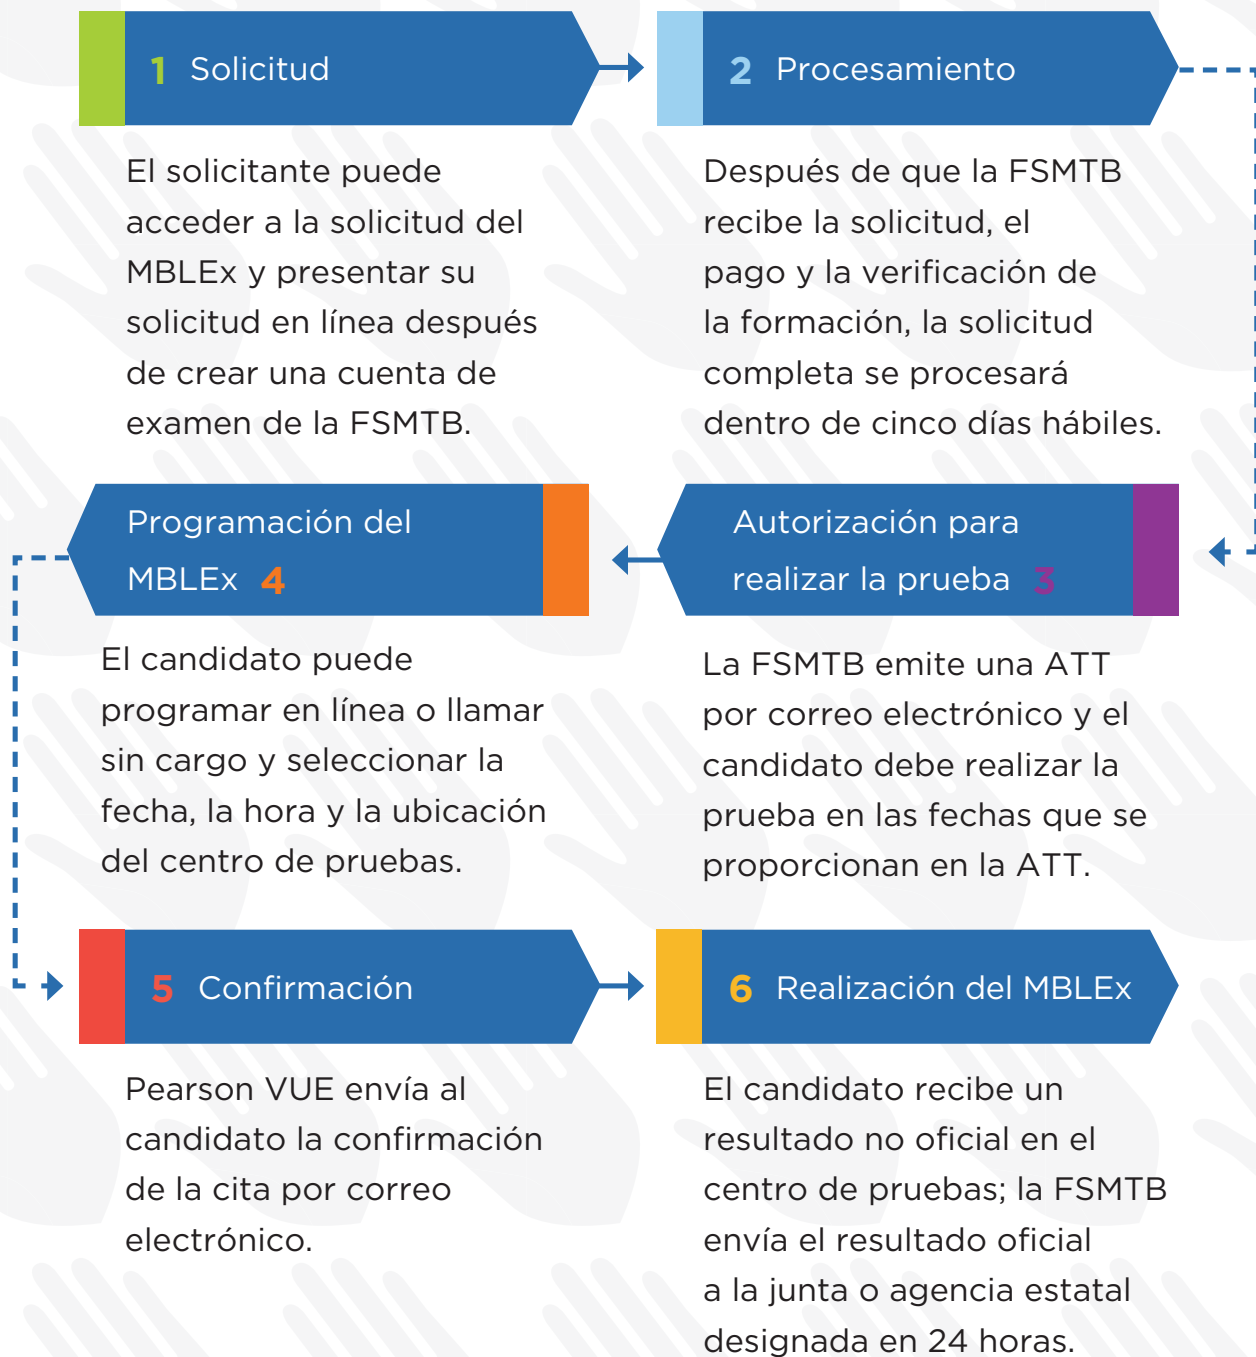 1 Solicitud
El solicitante puede
acceder a la solicitud del
MBLEx y presentar su
solicitud en línea después
de crear una cuenta de
examen de la FSMTB.
2 Procesamiento
Después de que la FSMTB
recibe la solicitud, el
pago y la verificación de
la formación, la solicitud
completa se procesará
dentro de cinco días hábiles.
Autorización para
realizar la prueba 3
La FSMTB emite una ATT
por correo electrónico y el
candidato debe realizar la
prueba en las fechas que se
proporcionan en la ATT.
Programación del
MBLEx 4
El candidato puede
programar en línea o llamar
sin cargo y seleccionar la
fecha, la hora y la ubicación
del centro de pruebas.
5 Confirmación
Pearson VUE envía al
candidato la confirmación
de la cita por correo
electrónico.
6 Realización del MBLEx
El candidato recibe un
resultado no oficial en el
centro de pruebas; la FSMTB
envía el resultado oficial
a la junta o agencia estatal
designada en 24 horas.